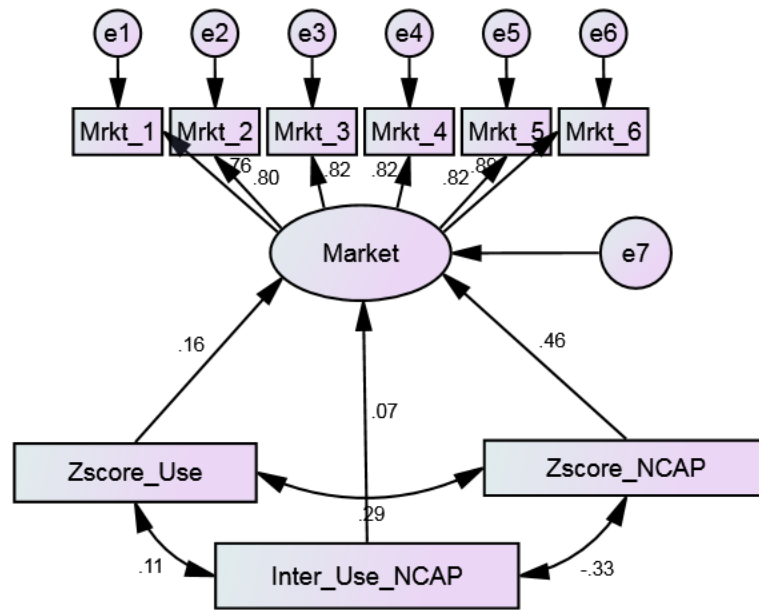 e1 e2 e3 e4 e5 e6
Mrkt_1 Mrkt_2 Mrkt_3 Mrkt_4 Mrkt_5 Mrkt_6
.76 .80 .82 .82 .82 .89
Market
e7
.16
.46
.07
Zscore_Use
Zscore_NCAP
.29
.11
Inter_Use_NCAP
-.33